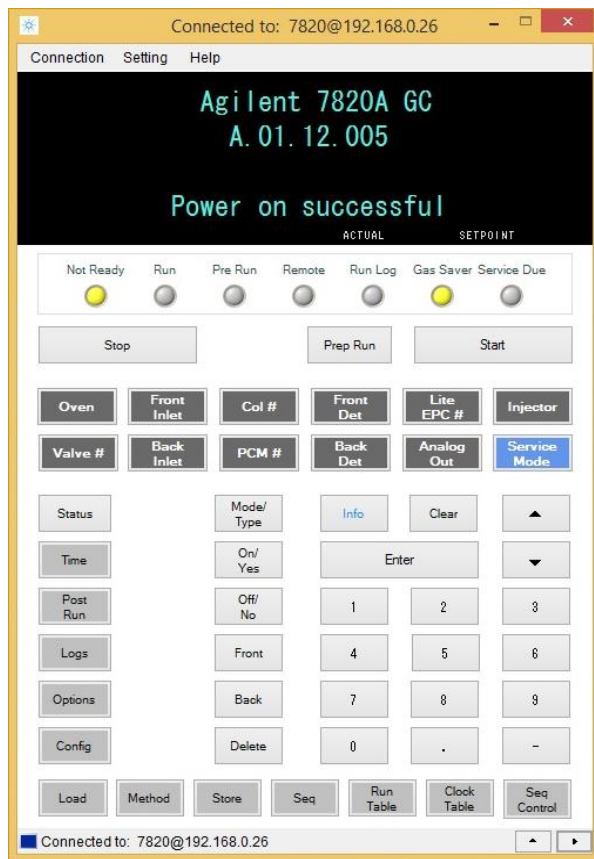 Connected to: 7820@192.168.0.26
Connection Setting Help
Agilent 7820A GC
A.01.12.005
Power on successful
ACTUAL SETPOINT
Not Ready Run Pre Run Remote Run Log Gas Saver Service Due
Stop Prep Run Start
Oven Front Inlet Col # Front Det Lite EPC # Injector
Valve # Back Inlet PCM # Back Det Analog Out Service Mode
Status Mode/ Type Info Clear
Time On/ Yes Enter
Post Run Off/ No 1 2 3
Logs Front 4 5 6
Options Back 7 8 9
Config Delete 0 . -
Load Method Store Seq Run Table Clock Table Seq Control
Connected to: 7820@192.168.0.26